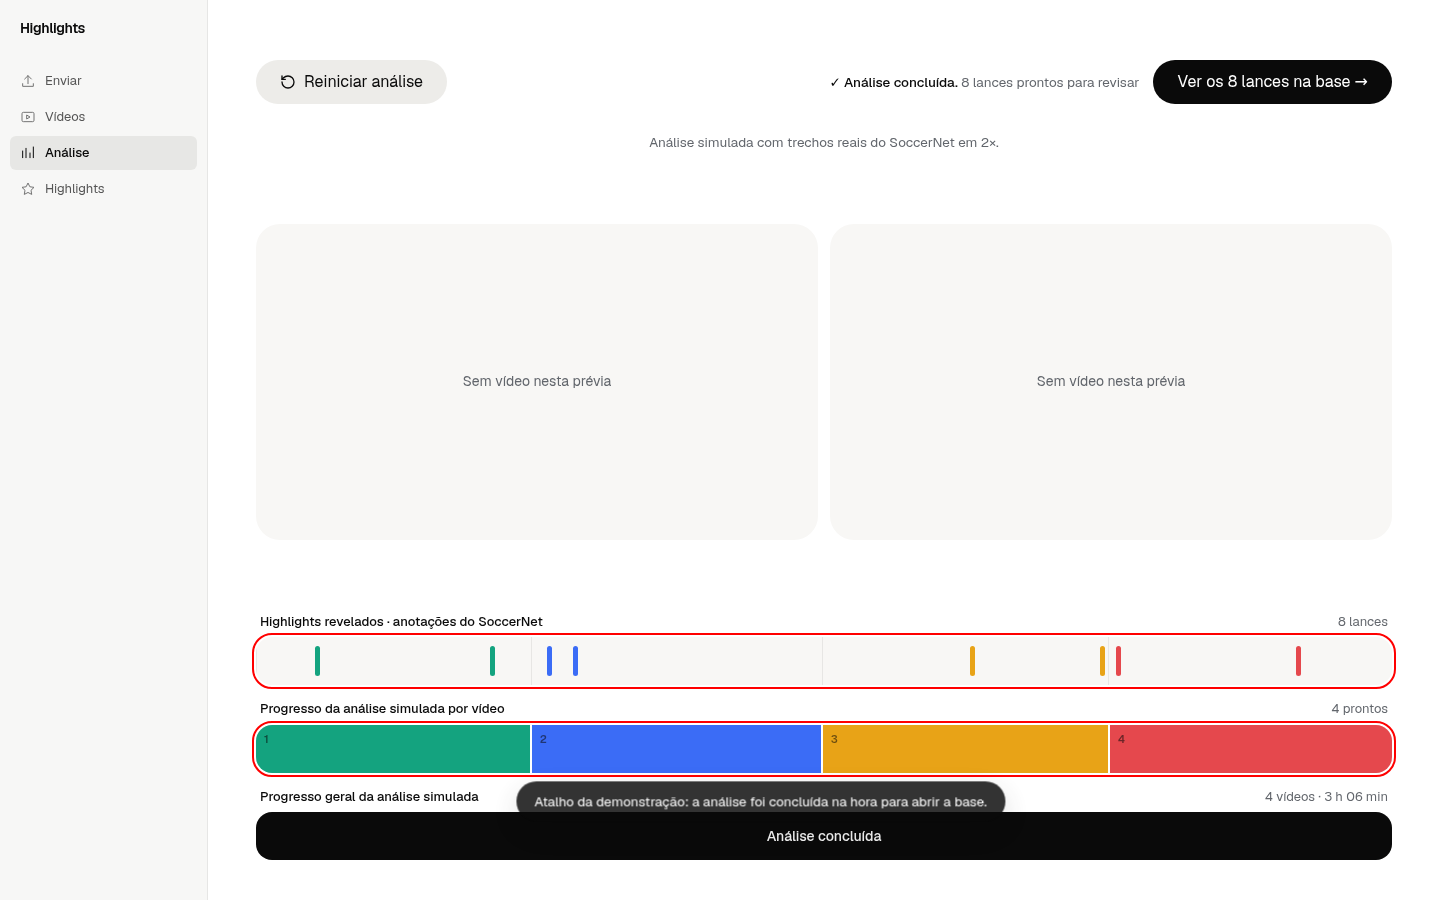 Highlights
Enviar
Vídeos
Análise
Highlights
Reiniciar análise
✓ Análise concluída. 8 lances prontos para revisar
Ver os 8 lances na base →
Análise simulada com trechos reais do SoccerNet em 2×.
Sem vídeo nesta prévia
Sem vídeo nesta prévia
Highlights revelados · anotações do SoccerNet
8 lances
Progresso da análise simulada por vídeo
4 prontos
1
2
3
4
Progresso geral da análise simulada
Atalho da demonstração: a análise foi concluída na hora para abrir a base.
4 vídeos · 3 h 06 min
Análise concluída